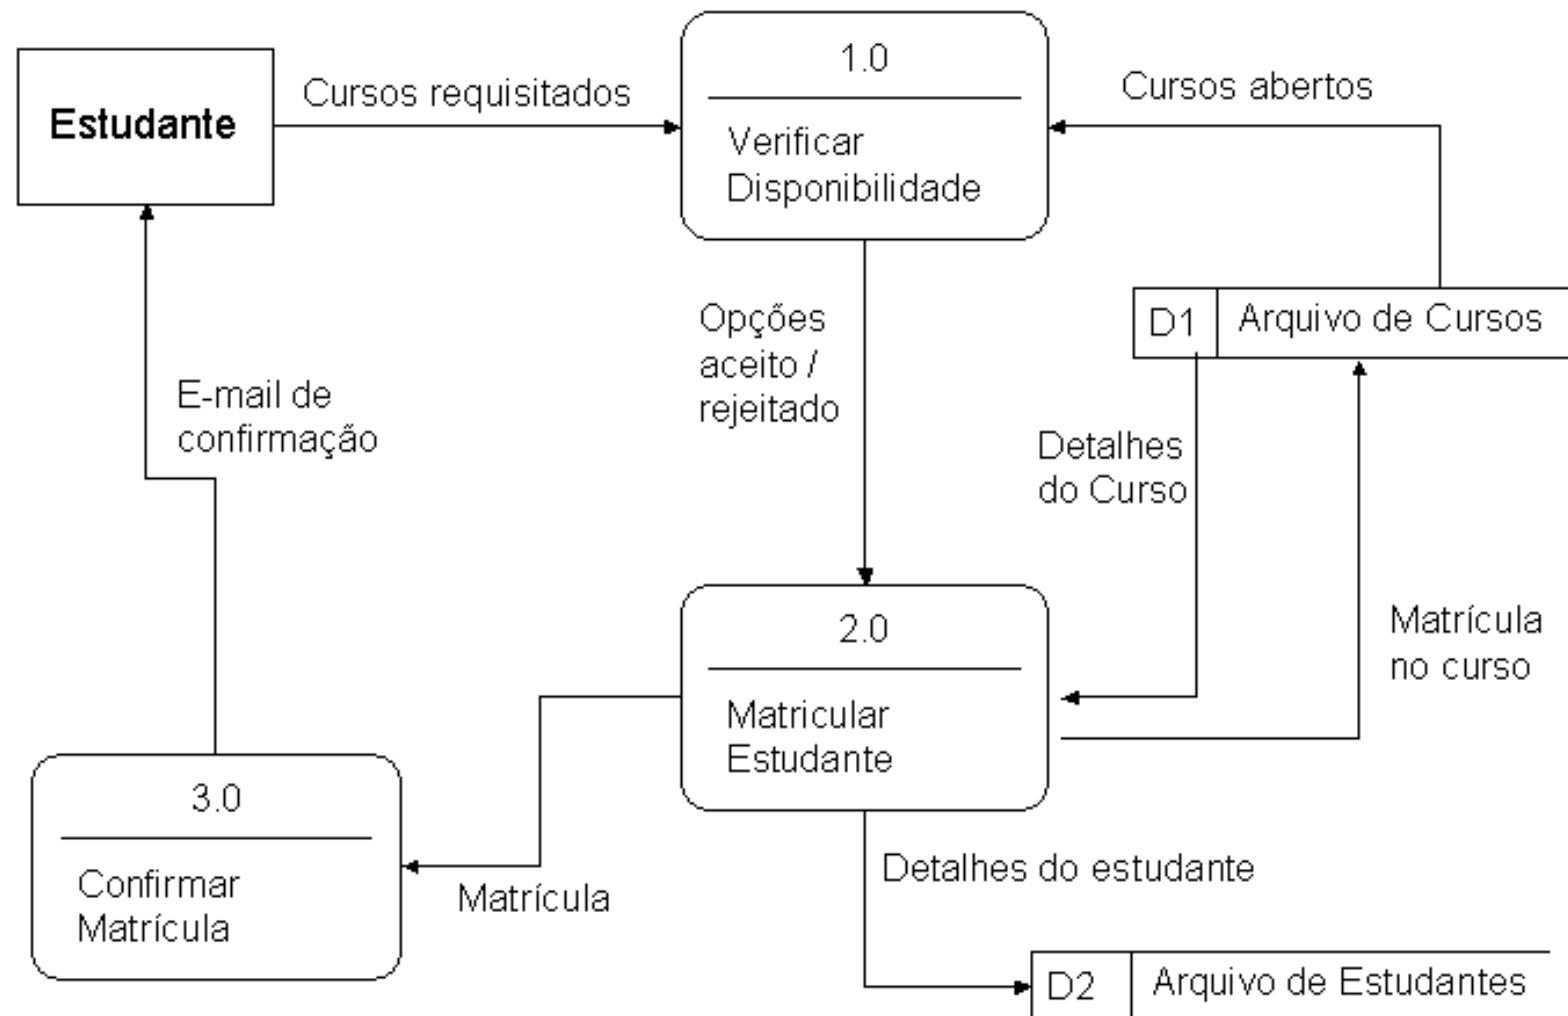 Estudante
Cursos requisitados
1.0
Verificar
Disponibilidade
Cursos abertos
D1
Arquivo de Cursos
Opções
aceito /
rejeitado
E-mail de
confirmação
Detalhes
do Curso
Matrícula
no curso
2.0
Matricular
Estudante
3.0
Confirmar
Matrícula
Matrícula
Detalhes do estudante
D2
Arquivo de Estudantes